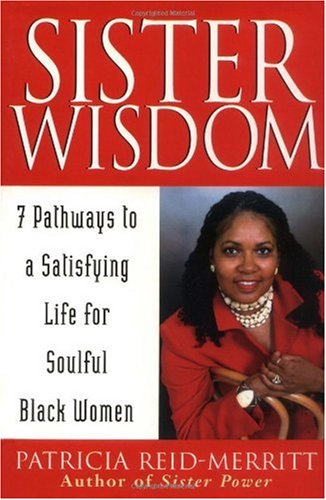 SISTER
WISDOM
7 Pathways to
a Satisfying
Life for
Soulful
Black Women
PATRICIA REID-MERRITT
Author of Sister Power